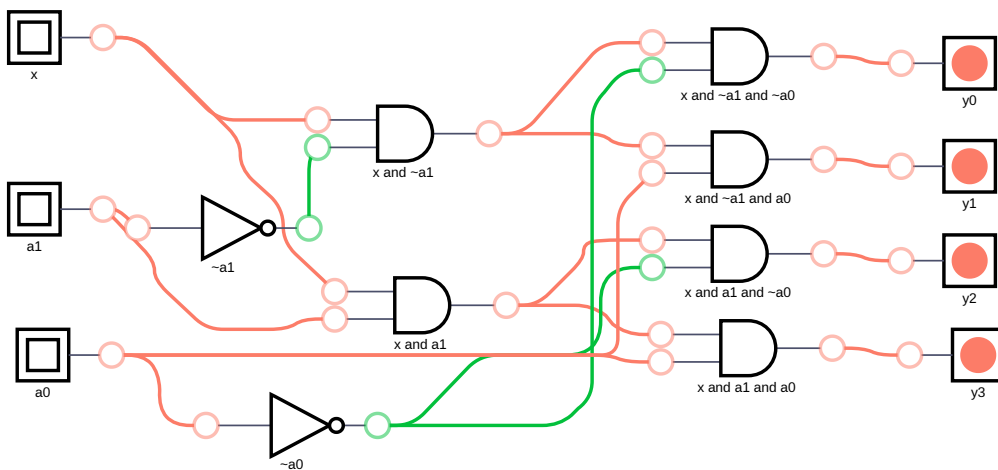 x
x and ~a1 and ~a0
y0
x and ~a1
x and ~a1 and a0
y1
a1
~a1
x and a1 and ~a0
y2
x and a1
a0
x and a1 and a0
y3
~a0